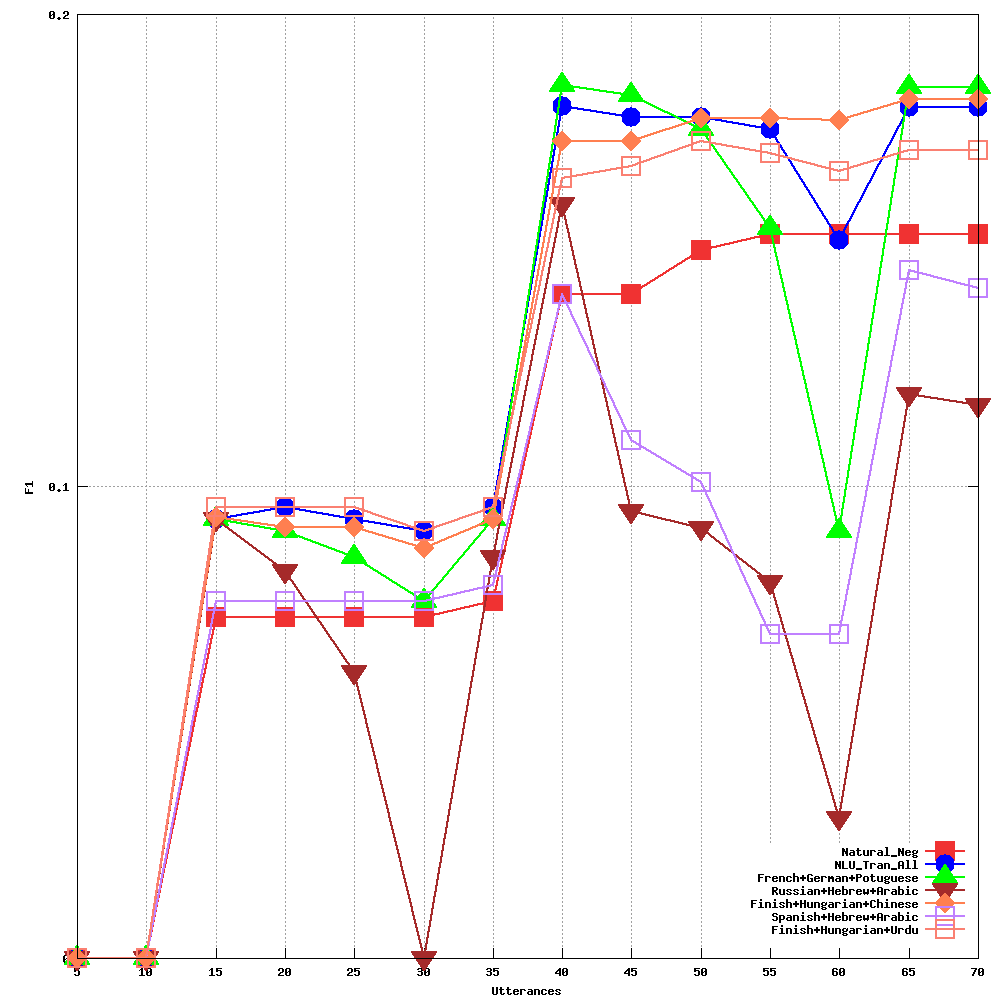 0.2
0.1
0
F1
5 10 15 20 25 30 35 40 45 50 55 60 65 70
Utterances
Natural_Neg
NLU_Tran_All
French+German+Potuguese
Russian+Hebrew+Arabic
Finish+Hungarian+Chinese
Spanish+Hebrew+Arabic
Finish+Hungarian+Urdu